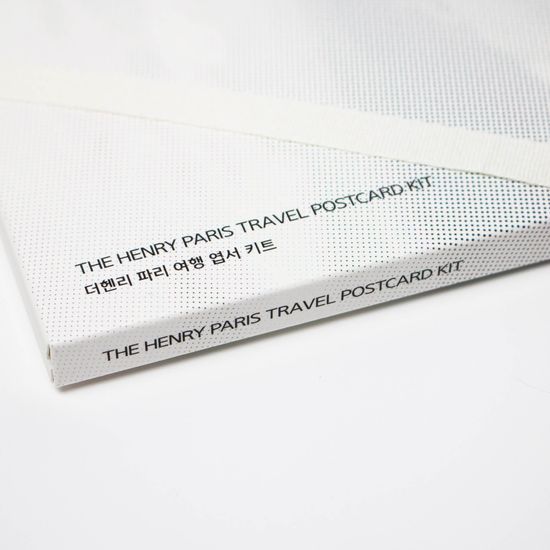 THE HENRY PARIS TRAVEL POSTCARD KIT
더헨리 파리 여행 엽서 키트
THE HENRY PARIS TRAVEL POSTCARD KIT